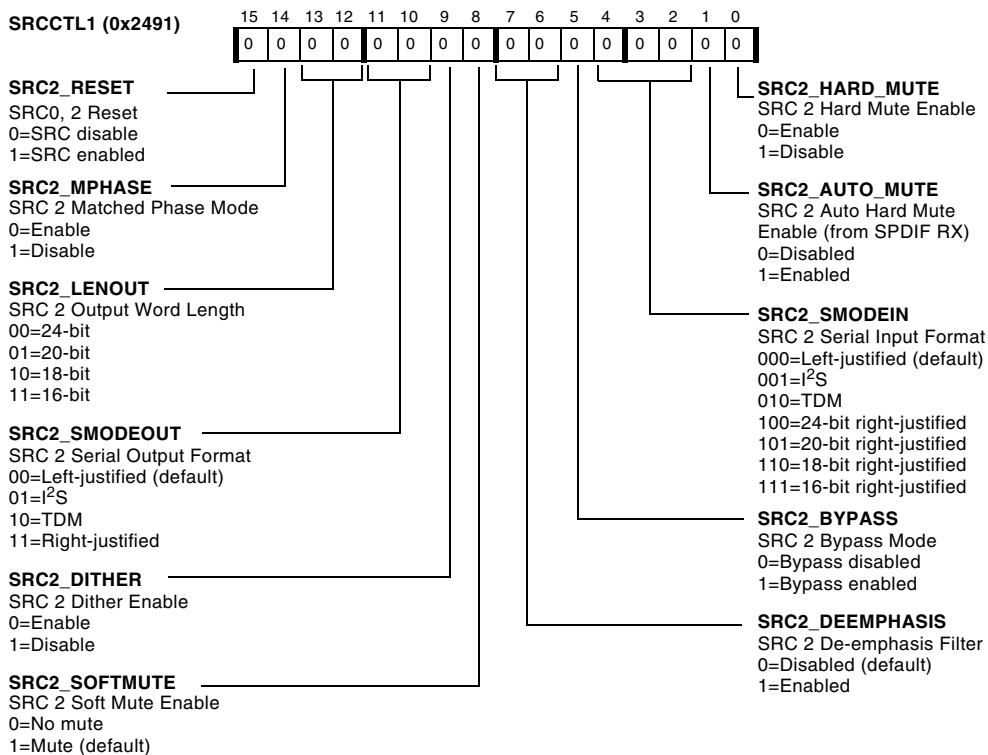 SRCCTL1 (0x2491)
15 14 13 12 11 10 9 8 7 6 5 4 3 2 1 0
0 0 0 0 0 0 0 0 0 0 0 0 0 0 0 0
SRC2_RESET
SRC0, 2 Reset
0=SRC disable
1=SRC enabled
SRC2_MPHASE
SRC 2 Matched Phase Mode
0=Enable
1=Disable
SRC2_LENOUT
SRC 2 Output Word Length
00=24-bit
01=20-bit
10=18-bit
11=16-bit
SRC2_SMODEOUT
SRC 2 Serial Output Format
00=Left-justified (default)
01=I²S
10=TDM
11=Right-justified
SRC2_DITHER
SRC 2 Dither Enable
0=Enable
1=Disable
SRC2_SOFTMUTE
SRC 2 Soft Mute Enable
0=No mute
1=Mute (default)
SRC2_HARD_MUTE
SRC 2 Hard Mute Enable
0=Enable
1=Disable
SRC2_AUTO_MUTE
SRC 2 Auto Hard Mute
Enable (from SPDIF RX)
0=Disabled
1=Enabled
SRC2_SMODEIN
SRC 2 Serial Input Format
000=Left-justified (default)
001=I²S
010=TDM
100=24-bit right-justified
101=20-bit right-justified
110=18-bit right-justified
111=16-bit right-justified
SRC2_BYPASS
SRC 2 Bypass Mode
0=Bypass disabled
1=Bypass enabled
SRC2_DEEMPHASIS
SRC 2 De-emphasis Filter
0=Disabled (default)
1=Enabled